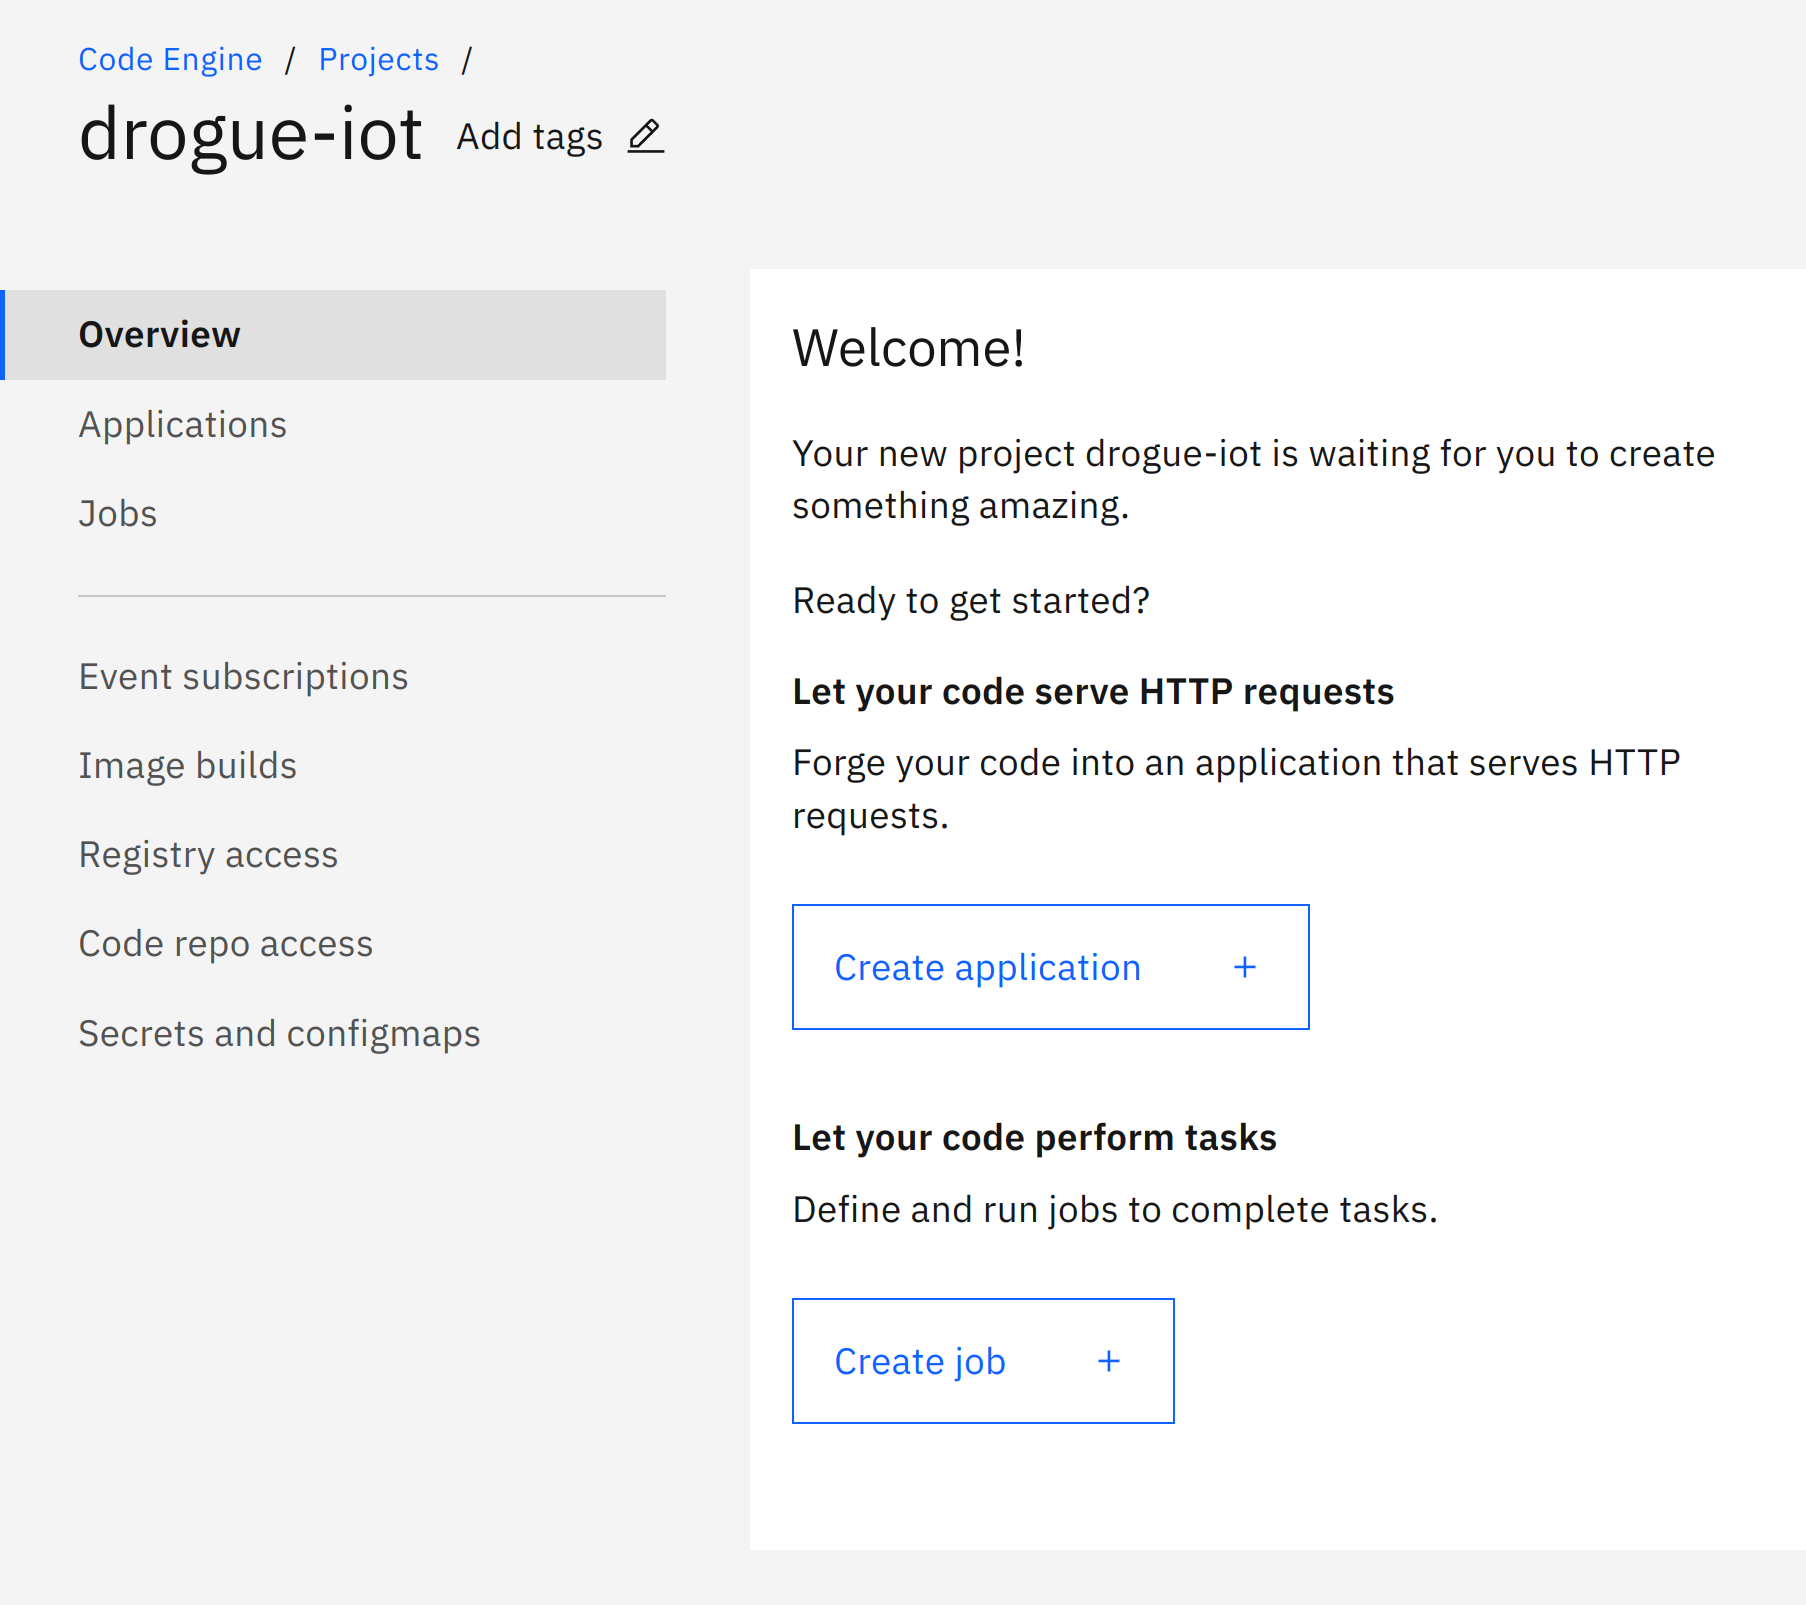 Code Engine / Projects /
drogue-iot Add tags
Overview
Applications
Jobs
Event subscriptions
Image builds
Registry access
Code repo access
Secrets and configmaps
Welcome!
Your new project drogue-iot is waiting for you to create
something amazing.
Ready to get started?
Let your code serve HTTP requests
Forge your code into an application that serves HTTP
requests.
Create application +
Let your code perform tasks
Define and run jobs to complete tasks.
Create job +